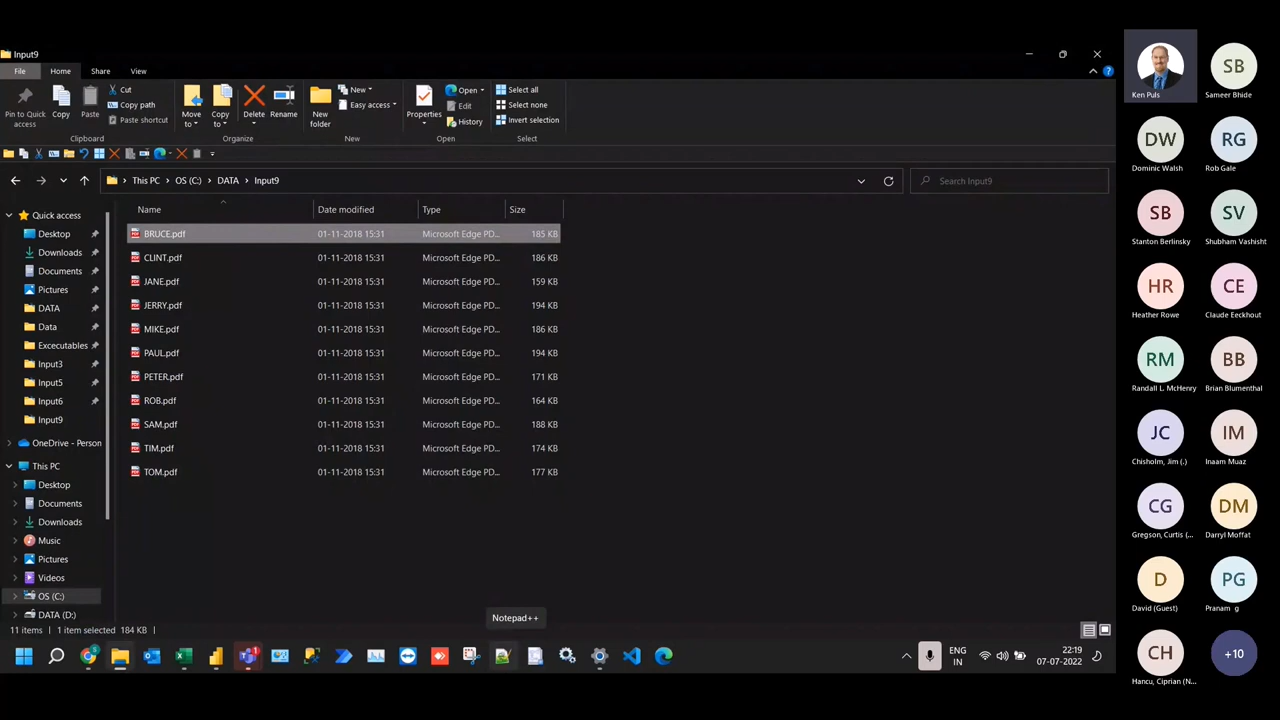 Input9
File
Home
Share
View
Pin to Quick access
Copy
Paste
Cut
Copy path
Paste shortcut
Clipboard
Move to
Copy to
Delete
Rename
Organize
New folder
New
Easy access
New
Properties
Open
Edit
History
Open
Select all
Select none
Invert selection
Select
This PC > OS (C:) > DATA > Input9
Search Input9
Name Date modified Type Size
BRUCE.pdf 01-11-2018 15:31 Microsoft Edge PD... 185 KB
CLINT.pdf 01-11-2018 15:31 Microsoft Edge PD... 186 KB
JANE.pdf 01-11-2018 15:31 Microsoft Edge PD... 159 KB
JERRY.pdf 01-11-2018 15:31 Microsoft Edge PD... 194 KB
MIKE.pdf 01-11-2018 15:31 Microsoft Edge PD... 186 KB
PAUL.pdf 01-11-2018 15:31 Microsoft Edge PD... 194 KB
PETER.pdf 01-11-2018 15:31 Microsoft Edge PD... 171 KB
ROB.pdf 01-11-2018 15:31 Microsoft Edge PD... 164 KB
SAM.pdf 01-11-2018 15:31 Microsoft Edge PD... 188 KB
TIM.pdf 01-11-2018 15:31 Microsoft Edge PD... 174 KB
TOM.pdf 01-11-2018 15:31 Microsoft Edge PD... 177 KB
Quick access
Desktop
Downloads
Documents
Pictures
DATA
Data
Excecutables
Input3
Input5
Input6
Input9
OneDrive - Person
This PC
Desktop
Documents
Downloads
Music
Pictures
Videos
OS (C:)
DATA (D:)
11 items 1 item selected 184 KB
Notepad++
ENG
IN
22:19
07-07-2022
Ken Puls
SB
Sameer Bhide
DW
Dominic Walsh
RG
Rob Gale
SB
Stanton Berlinsky
SV
Shubham Vashisht
HR
Heather Rowe
CE
Claude Eeckhout
RM
Randall L. McHenry
BB
Brian Blumenthal
JC
Chisholm, Jim (.)
IM
Inaam Muaz
CG
Gregson, Curtis (...
DM
Darryl Moffat
D
David (Guest)
PG
Pranam g
CH
Hancu, Ciprian (N...
+10